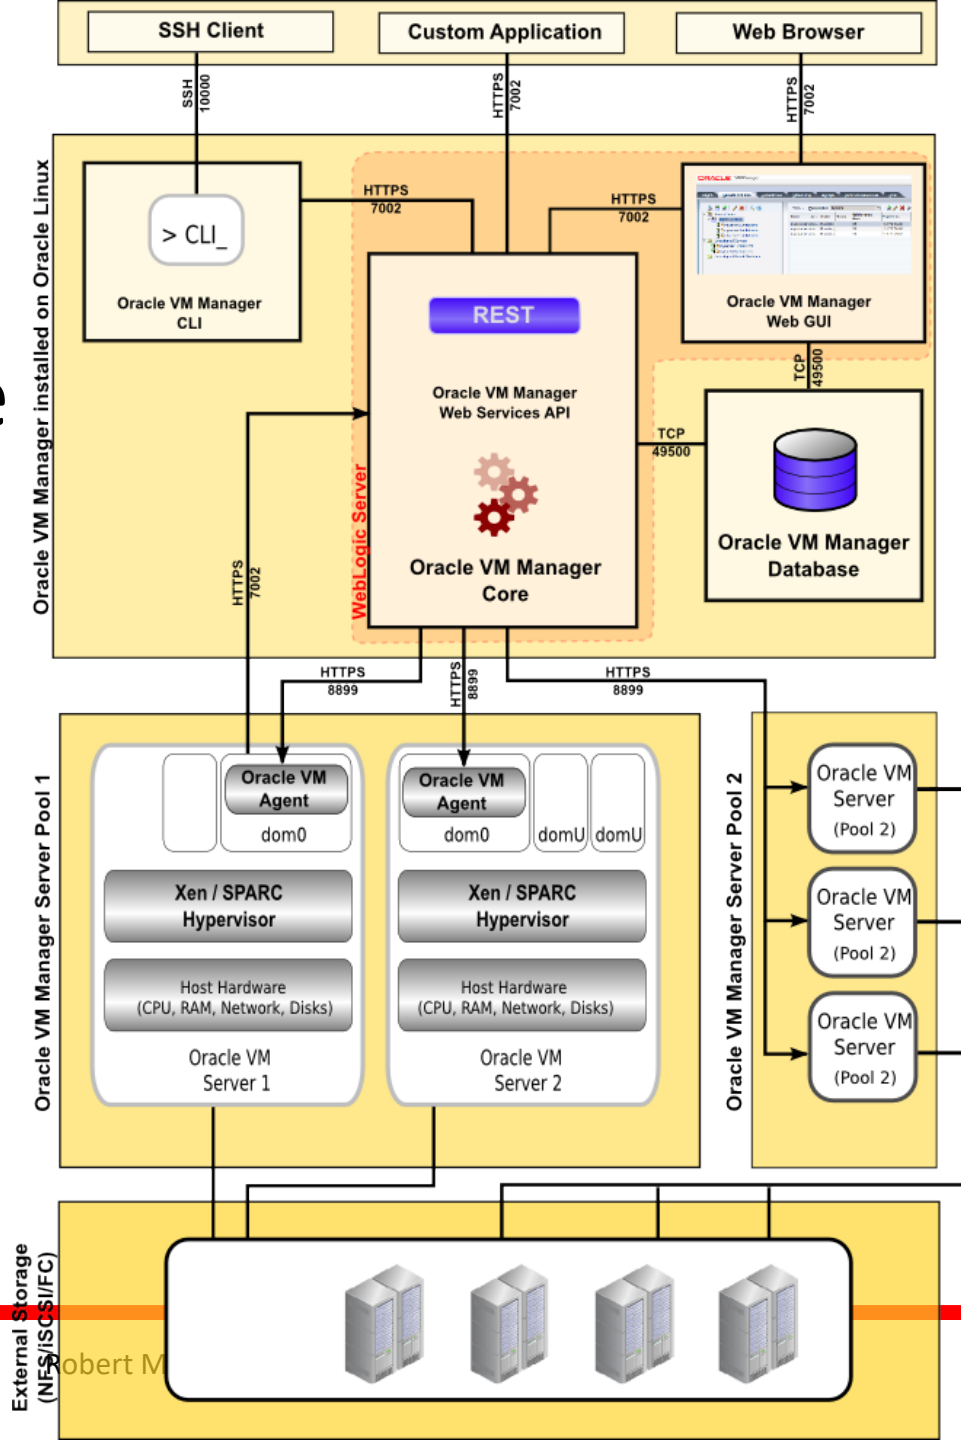 SSH Client
Custom Application
Web Browser
SSH
10000
HTTPS
7002
HTTPS
7002
Oracle VM Manager installed on Oracle Linux
> CLI_
Oracle VM Manager
CLI
HTTPS
7002
HTTPS
7002
ORACLE
Oracle VM Manager
Web GUI
REST
Oracle VM Manager
Web Services API
Oracle VM Manager
Core
WebLogic Server
TCP
49500
TCP
49500
Oracle VM Manager
Database
HTTPS
7002
HTTPS
8899
HTTPS
8899
HTTPS
8899
Oracle VM Manager Server Pool 1
Oracle VM
Agent
dom0
Oracle VM
Agent
dom0
domU
domU
Xen / SPARC
Hypervisor
Xen / SPARC
Hypervisor
Host Hardware
(CPU, RAM, Network, Disks)
Host Hardware
(CPU, RAM, Network, Disks)
Oracle VM
Server 1
Oracle VM
Server 2
Oracle VM Manager Server Pool 2
Oracle VM
Server
(Pool 2)
Oracle VM
Server
(Pool 2)
Oracle VM
Server
(Pool 2)
External Storage
(NFS/iSCSI/FC)
Robert M
e